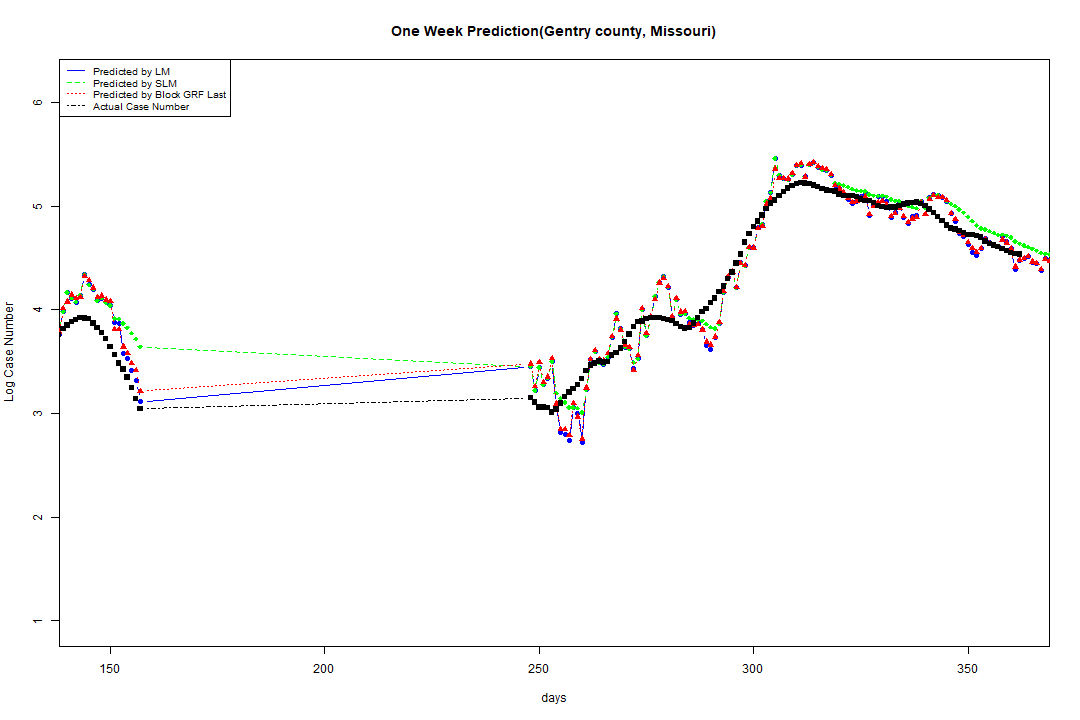 One Week Prediction(Gentry county, Missouri)
Predicted by LM
Predicted by SLM
Predicted by Block GRF Last
Actual Case Number
6
5
4
3
2
1
Log Case Number
150 200 250 300 350
days